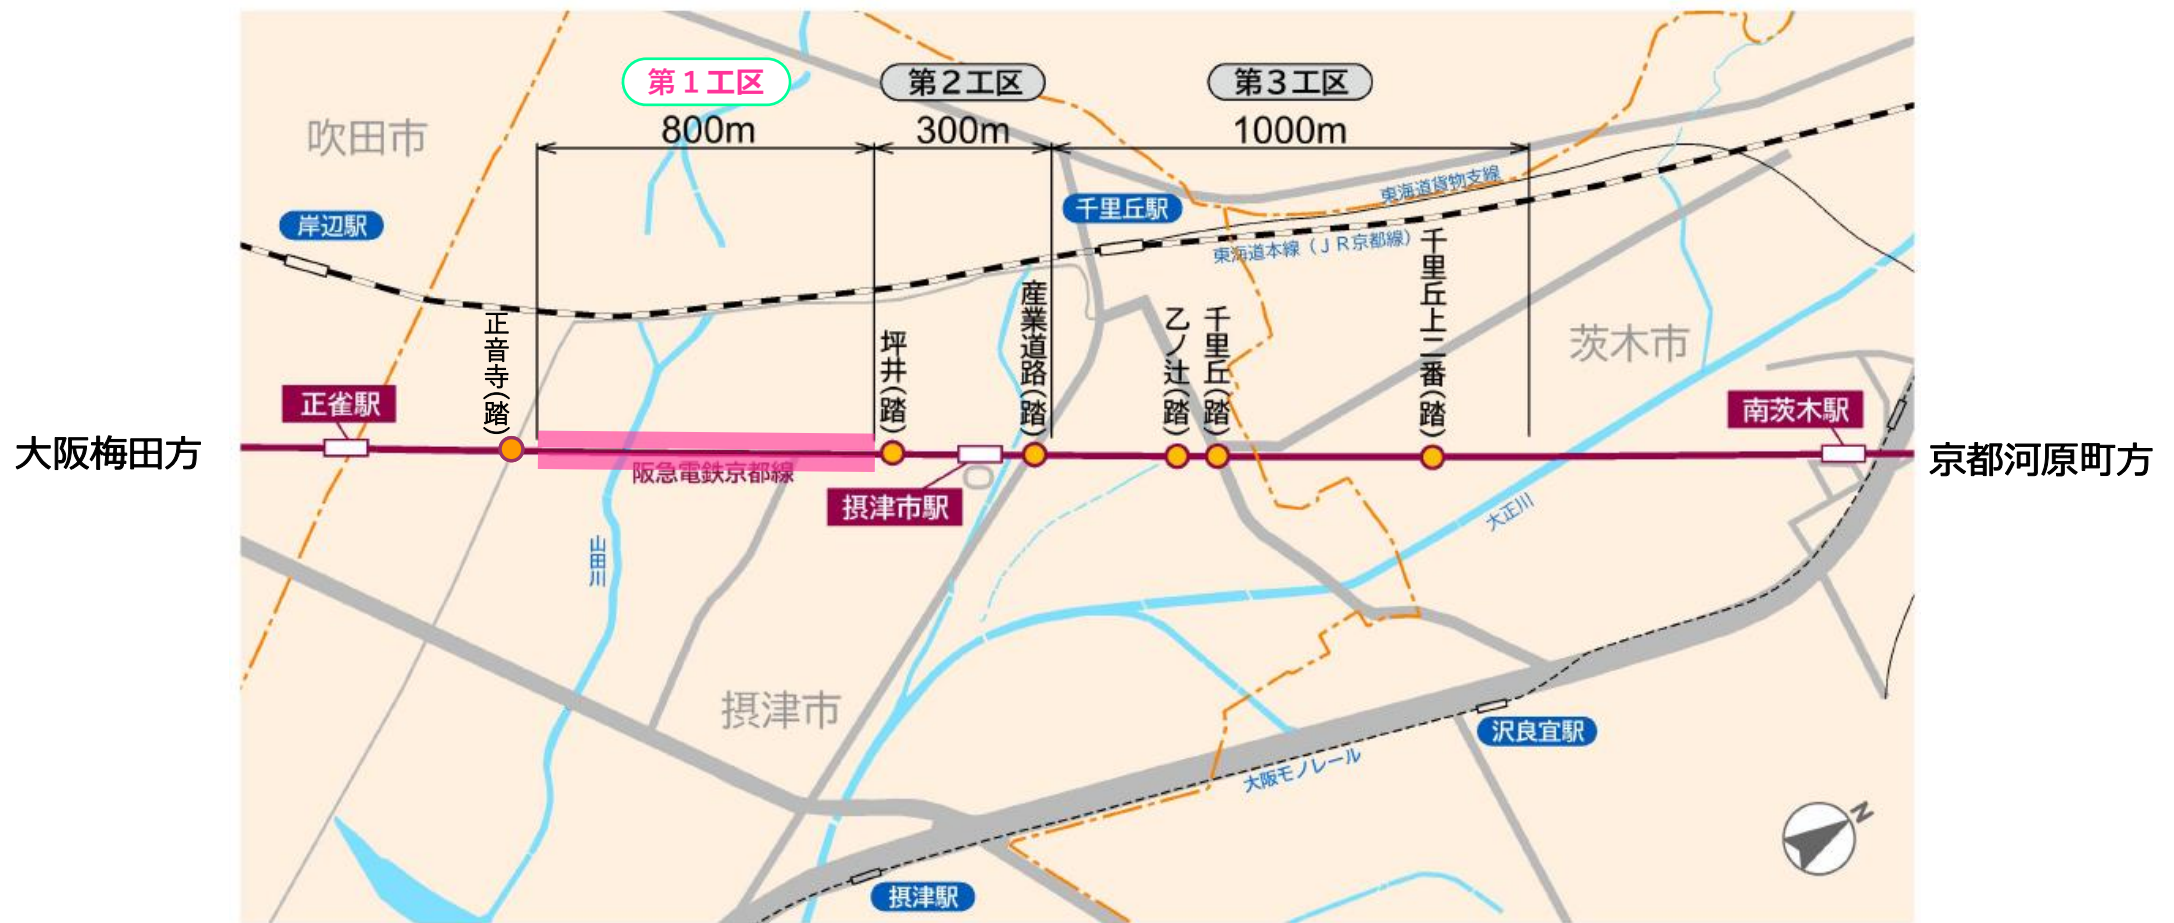 第１工区
第２工区
第３工区
800m
300m
1000m
吹田市
東海道貨物支線
岸辺駅
千里丘駅
東海道本線（ＪＲ京都線）
正音寺(踏)
坪井(踏)
産業道路(踏)
乙ノ辻(踏)
千里丘(踏)
千里丘上二番(踏)
茨木市
正雀駅
南茨木駅
大阪梅田方
京都河原町方
阪急電鉄京都線
摂津市駅
大正川
山田川
摂津市
沢良宜駅
大阪モノレール
摂津駅
N